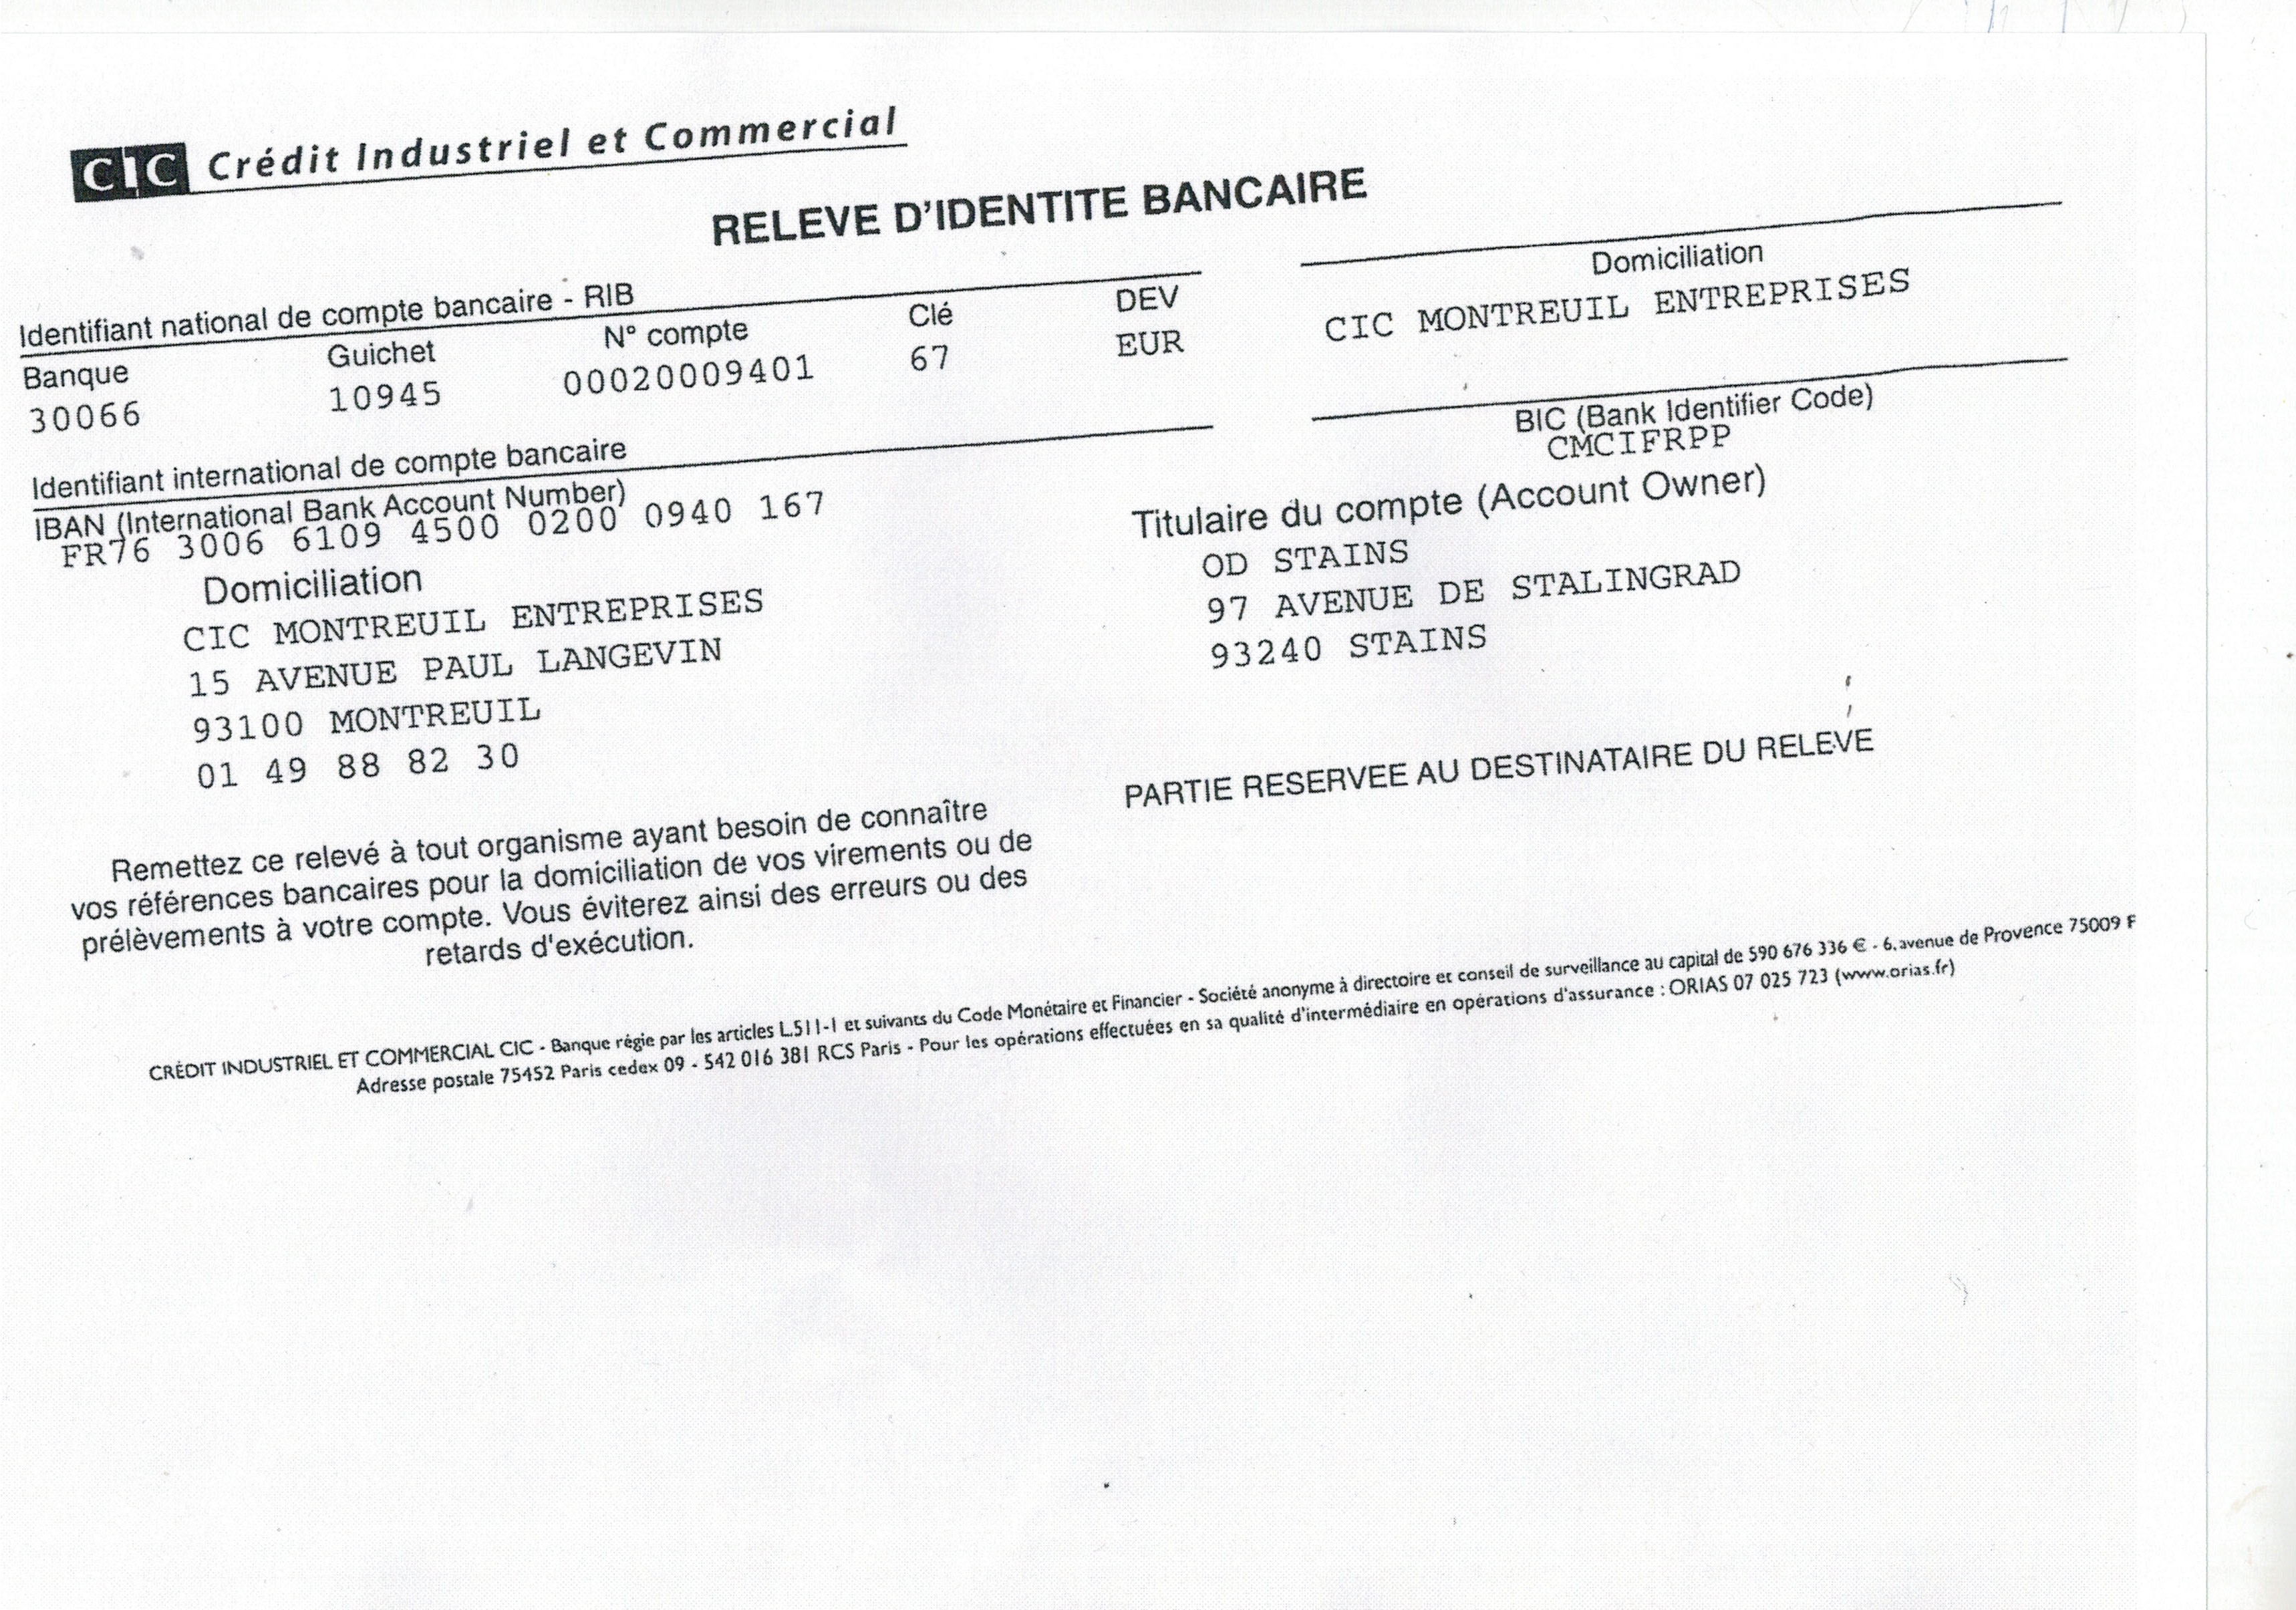 CIC Crédit Industriel et Commercial
RELEVE D'IDENTITE BANCAIRE
Identifiant national de compte bancaire - RIB
Banque Guichet N° compte Clé DEV
30066 10945 00020009401 67 EUR
Domiciliation
CIC MONTREUIL ENTREPRISES
Identifiant international de compte bancaire
IBAN (International Bank Account Number)
FR76 3006 6109 4500 0200 0940 167
BIC (Bank Identifier Code)
CMCIFRPP
Domiciliation
CIC MONTREUIL ENTREPRISES
15 AVENUE PAUL LANGEVIN
93100 MONTREUIL
01 49 88 82 30
Titulaire du compte (Account Owner)
OD STAINS
97 AVENUE DE STALINGRAD
93240 STAINS
Remettez ce relevé à tout organisme ayant besoin de connaître
vos références bancaires pour la domiciliation de vos virements ou de
prélèvements à votre compte. Vous éviterez ainsi des erreurs ou des
retards d'exécution.
PARTIE RESERVEE AU DESTINATAIRE DU RELEVE
CRÉDIT INDUSTRIEL ET COMMERCIAL CIC - Banque régie par les articles L.511-1 et suivants du Code Monétaire et Financier - Société anonyme à directoire et conseil de surveillance au capital de 590 676 336 € - 6, avenue de Provence 75009 F
Adresse postale 75452 Paris cedex 09 - 542 016 381 RCS Paris - Pour les opérations effectuées en sa qualité d'intermédiaire en opérations d'assurance : ORIAS 07 025 723 (www.orias.fr)